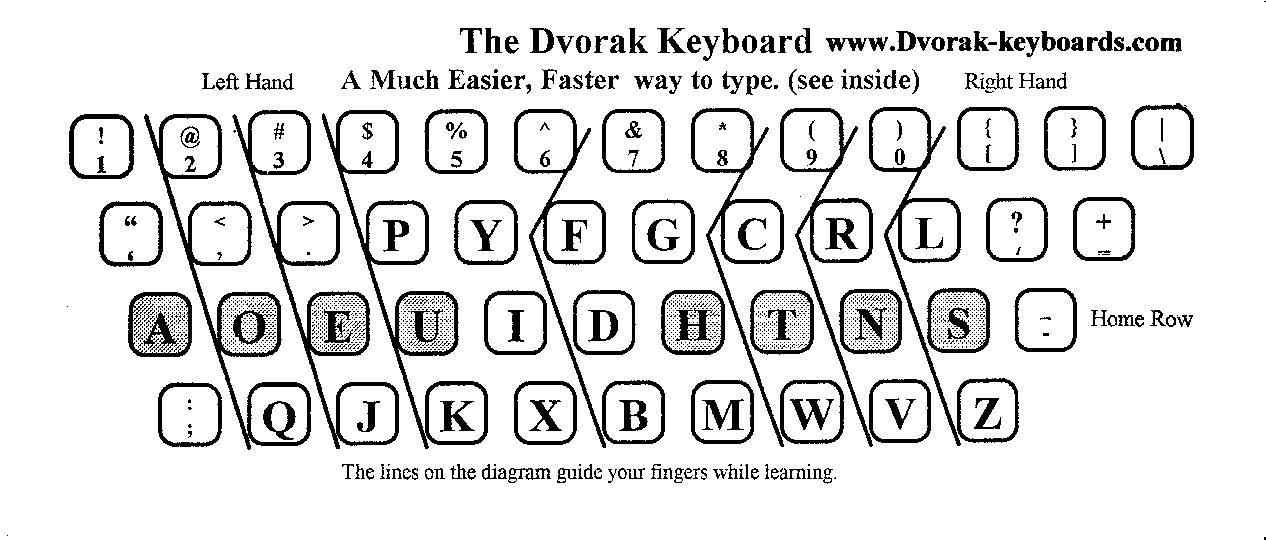 The Dvorak Keyboard www.Dvorak-keyboards.com
Left Hand A Much Easier, Faster way to type. (see inside) Right Hand
! @ # $ % ^ & * ( ) { } |
1 2 3 4 5 6 7 8 9 0 [ ] \
“ < > P Y F G C R L ? +
‘ , . / =
A O E U I D H T N S - Home Row
: Q J K X B M W V Z
;
The lines on the diagram guide your fingers while learning.